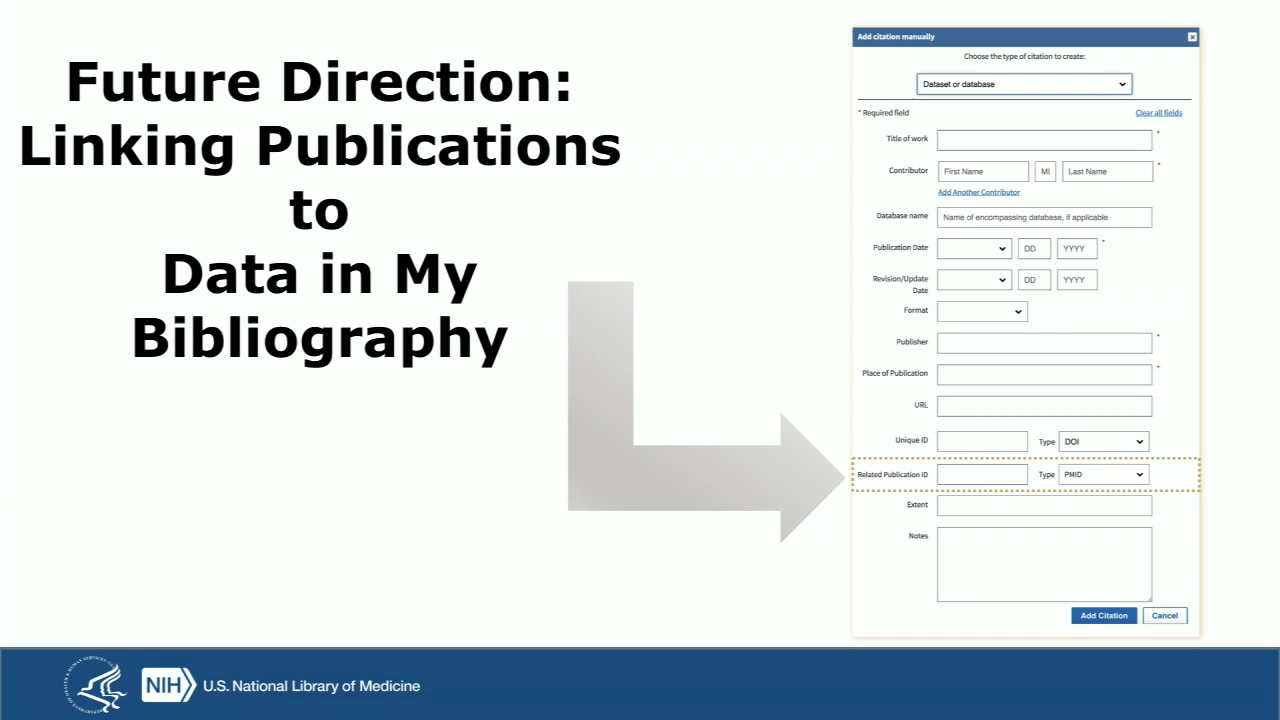 Future Direction:
Linking Publications
to
Data in My
Bibliography
Add citation manually
Choose the type of citation to create:
Dataset or database
* Required field
Clear all fields
Title of work *
Contributor First Name MI Last Name *
Add Another Contributor
Database name Name of encompassing database, if applicable
Publication Date DD YYYY *
Revision/Update DD YYYY
Date
Format
Publisher *
Place of Publication *
URL
Unique ID Type DOI
Related Publication ID Type PMID
Extent
Notes
Add Citation Cancel
NIH U.S. National Library of Medicine